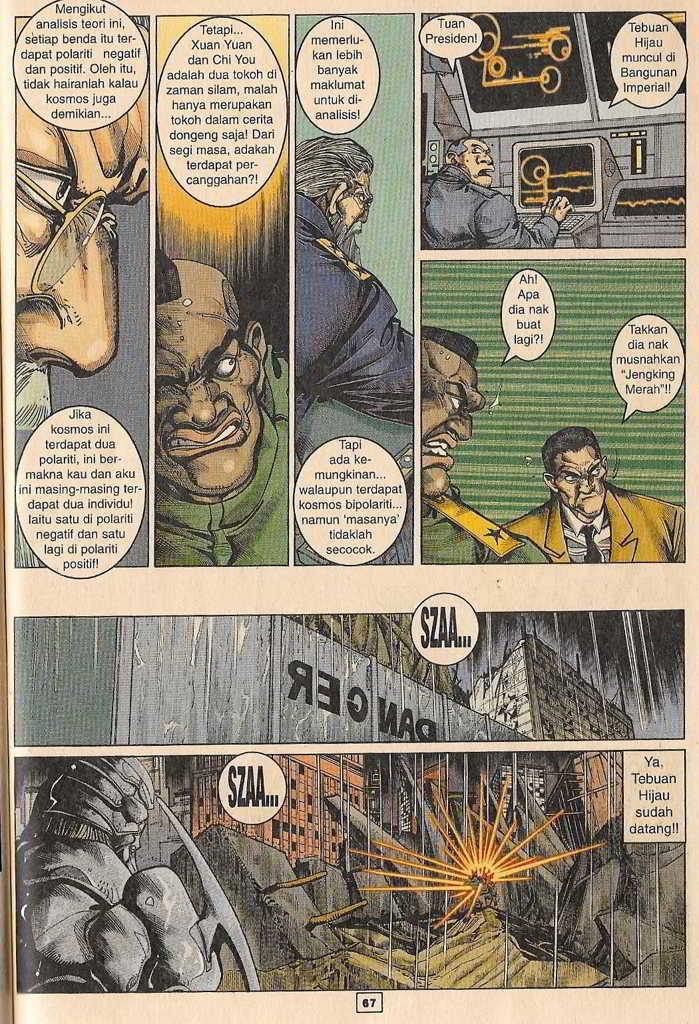 Mengikut
analisis teori ini,
setiap benda itu ter-
dapat polariti negatif
dan positif. Oleh itu,
tidak hairanlah kalau
kosmos juga
demikian...
Jika
kosmos ini
terdapat dua
polariti, ini ber-
makna kau dan aku
ini masing-masing ter-
dapat dua individu!
Iaitu satu di polariti
negatif dan satu
lagi di polariti
positif!
Tetapi...
Xuan Yuan
dan Chi You
adalah dua tokoh di
zaman silam, malah
hanya merupakan
tokoh dalam cerita
dongeng saja! Dari
segi masa, adakah
terdapat per-
canggahan?!
Ini
memerlu-
kan lebih
banyak
maklumat
untuk di-
analisis!
Tapi
ada ke-
mungkinan...
walaupun terdapat
kosmos bipolariti...
namun 'masanya'
tidaklah
secocok.
Tuan
Presiden!
Tebuan
Hijau
muncul di
Bangunan
Imperial!
Ah!
Apa
dia nak
buat
lagi?!
Takkan
dia nak
musnahkan
"Jengking
Merah"!!
SZAA...
DANGER
SZAA...
Ya,
Tebuan
Hijau
sudah
datang!!
67